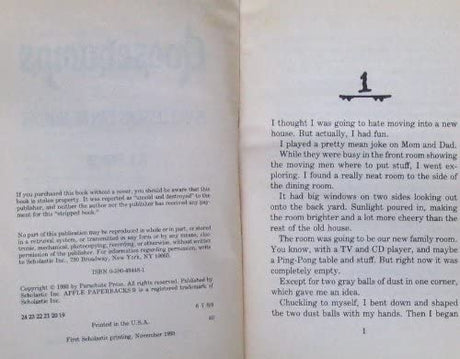 Goosebumps
If you purchased this book without a cover, you should be aware that this
book is stolen property. It was reported as "unsold and destroyed" to the
publisher, and neither the author nor the publisher has received any pay-
ment for this "stripped book."
No part of this publication may be reproduced in whole or in part, or stored
in a retrieval system, or transmitted in any form or by any means, elec-
tronic, mechanical, photocopying, recording, or otherwise, without written
permission of the publisher. For information regarding permission, write
to Scholastic Inc., 730 Broadway, New York, NY 10003.
Copyright © by Parachute Press. All rights reserved. Published by
Scholastic Inc. APPLE PAPERBACKS ® is a registered trademark of
Scholastic Inc.
24 23 22 21 20 19
Printed in the U.S.A.
40
First Scholastic printing, November
1
I thought I was going to hate moving into a new
house. But actually, I had fun.
I played a pretty mean joke on Mom and Dad.
While they were busy in the front room showing
the moving men where to put stuff, I went ex-
ploring. I found a really neat room to the side of
the dining room.
It had big windows on two sides looking out
onto the back yard. Sunlight poured in, making
the room brighter and a lot more cheery than the
rest of the old house.
The room was going to be our new family room.
You know, with a TV and CD player, and maybe
a Ping-Pong table and stuff. But right now it was
completely empty.
Except for two gray balls of dust in one corner,
which gave me an idea.
Chuckling to myself, I bent down and shaped
the two dust balls with my hands. Then I began
1